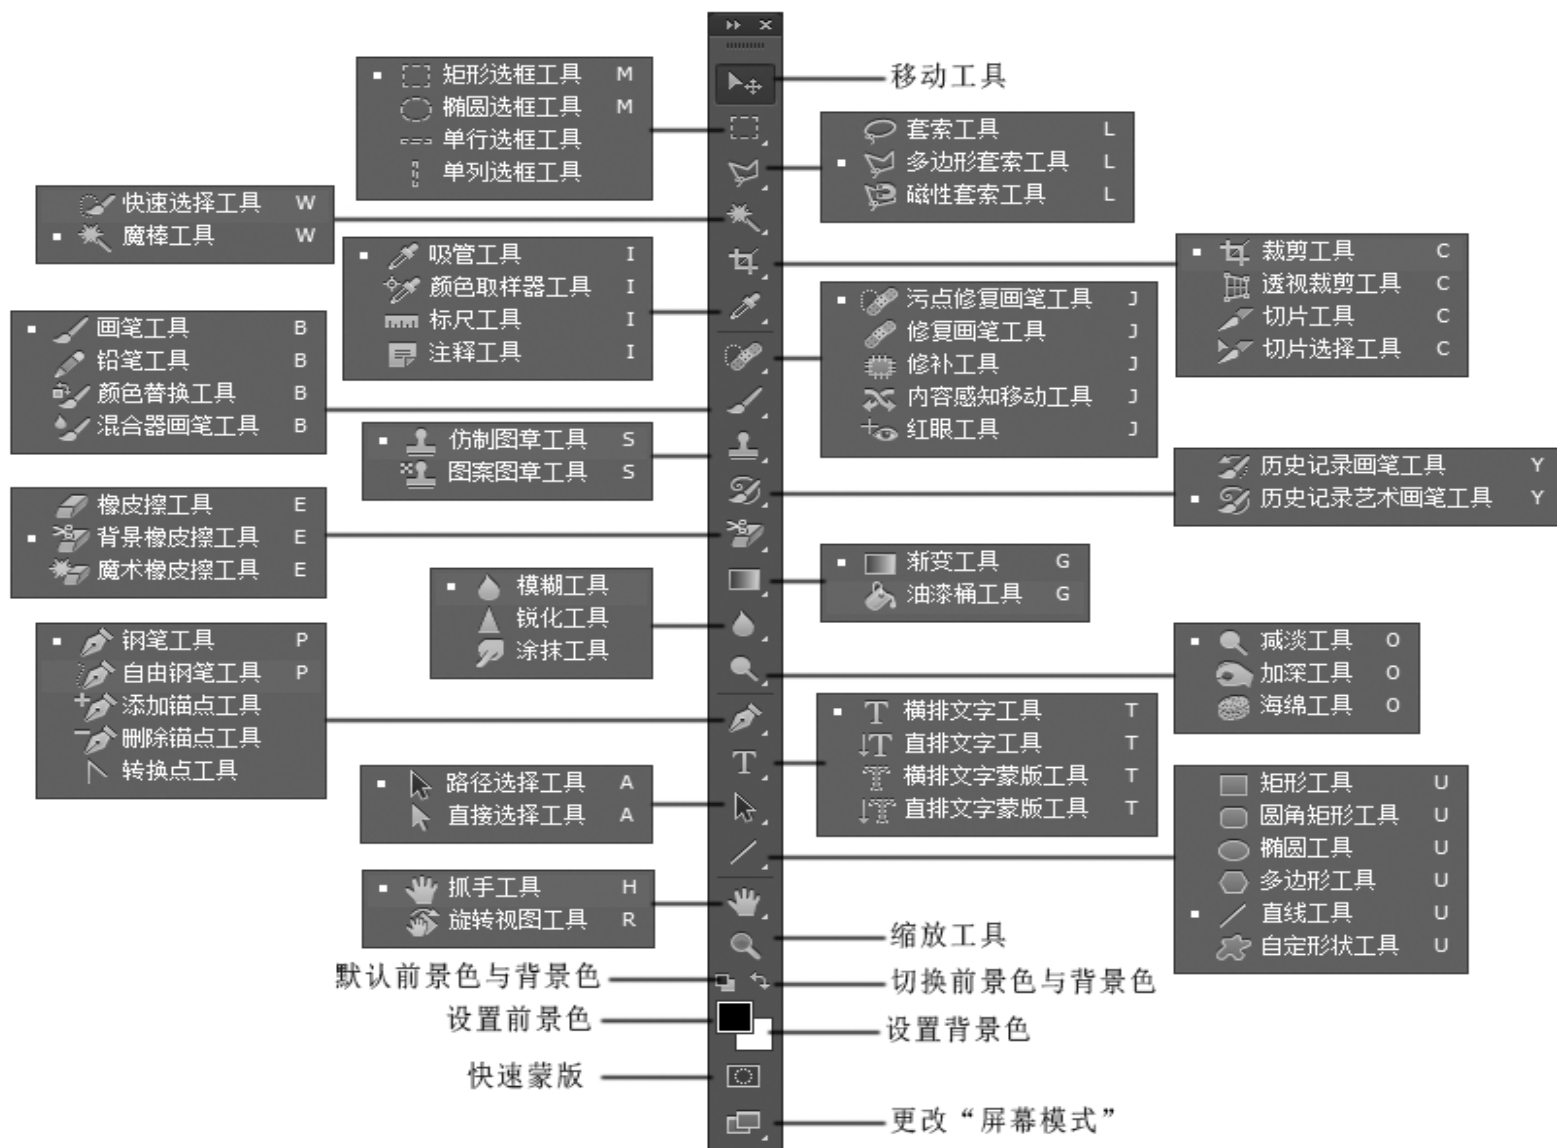 移动工具
矩形选框工具 M
椭圆选框工具 M
单行选框工具
单列选框工具
套索工具 L
多边形套索工具 L
磁性套索工具 L
快速选择工具 W
魔棒工具 W
裁剪工具 C
透视裁剪工具 C
切片工具 C
切片选择工具 C
吸管工具 I
颜色取样器工具 I
标尺工具 I
注释工具 I
污点修复画笔工具 J
修复画笔工具 J
修补工具 J
内容感知移动工具 J
红眼工具 J
画笔工具 B
铅笔工具 B
颜色替换工具 B
混合器画笔工具 B
仿制图章工具 S
图案图章工具 S
历史记录画笔工具 Y
历史记录艺术画笔工具 Y
橡皮擦工具 E
背景橡皮擦工具 E
魔术橡皮擦工具 E
渐变工具 G
油漆桶工具 G
模糊工具
锐化工具
涂抹工具
减淡工具 O
加深工具 O
海绵工具 O
钢笔工具 P
自由钢笔工具 P
添加锚点工具
删除锚点工具
转换点工具
横排文字工具 T
直排文字工具 T
横排文字蒙版工具 T
直排文字蒙版工具 T
路径选择工具 A
直接选择工具 A
矩形工具 U
圆角矩形工具 U
椭圆工具 U
多边形工具 U
直线工具 U
自定形状工具 U
抓手工具 H
旋转视图工具 R
缩放工具
默认前景色与背景色
切换前景色与背景色
设置前景色
设置背景色
快速蒙版
更改“屏幕模式”